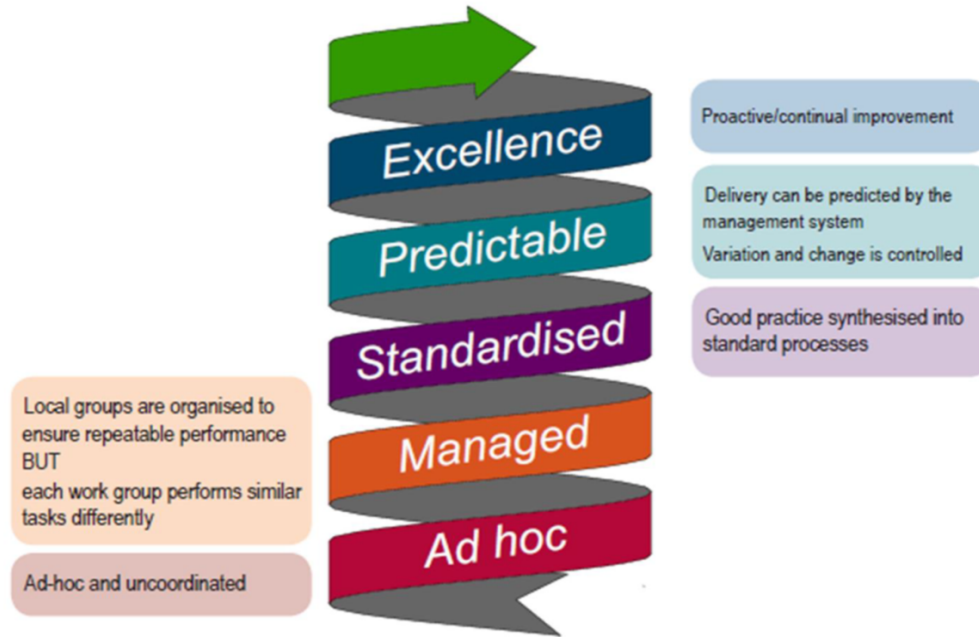 Excellence
Proactive/continual improvement
Predictable
Delivery can be predicted by the
management system
Variation and change is controlled
Standardised
Good practice synthesised into
standard processes
Managed
Local groups are organised to
ensure repeatable performance
BUT
each work group performs similar
tasks differently
Ad hoc
Ad-hoc and uncoordinated